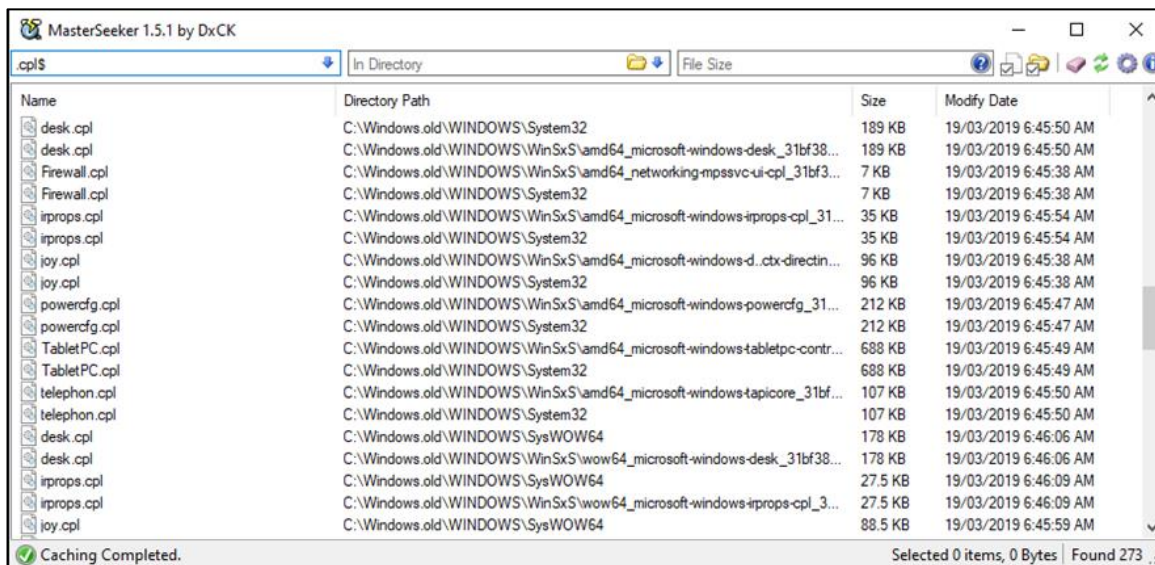 MasterSeeker 1.5.1 by DxCK
.cpl$ In Directory File Size
Name Directory Path Size Modify Date
desk.cpl C:\Windows.old\WINDOWS\System32 189 KB 19/03/2019 6:45:50 AM
desk.cpl C:\Windows.old\WINDOWS\WinSxS\amd64_microsoft-windows-desk_31bf38... 189 KB 19/03/2019 6:45:50 AM
Firewall.cpl C:\Windows.old\WINDOWS\WinSxS\amd64_networking-mpssvc-ui-cpl_31bf3... 7 KB 19/03/2019 6:45:38 AM
Firewall.cpl C:\Windows.old\WINDOWS\System32 7 KB 19/03/2019 6:45:38 AM
irprops.cpl C:\Windows.old\WINDOWS\WinSxS\amd64_microsoft-windows-irprops-cpl_31... 35 KB 19/03/2019 6:45:54 AM
irprops.cpl C:\Windows.old\WINDOWS\System32 35 KB 19/03/2019 6:45:54 AM
joy.cpl C:\Windows.old\WINDOWS\WinSxS\amd64_microsoft-windows-d..ctx-directin... 96 KB 19/03/2019 6:45:38 AM
joy.cpl C:\Windows.old\WINDOWS\System32 96 KB 19/03/2019 6:45:38 AM
powercfg.cpl C:\Windows.old\WINDOWS\WinSxS\amd64_microsoft-windows-powercfg_31... 212 KB 19/03/2019 6:45:47 AM
powercfg.cpl C:\Windows.old\WINDOWS\System32 212 KB 19/03/2019 6:45:47 AM
TabletPC.cpl C:\Windows.old\WINDOWS\WinSxS\amd64_microsoft-windows-tabletpc-contr... 688 KB 19/03/2019 6:45:49 AM
TabletPC.cpl C:\Windows.old\WINDOWS\System32 688 KB 19/03/2019 6:45:49 AM
telephon.cpl C:\Windows.old\WINDOWS\WinSxS\amd64_microsoft-windows-tapicore_31bf... 107 KB 19/03/2019 6:45:50 AM
telephon.cpl C:\Windows.old\WINDOWS\System32 107 KB 19/03/2019 6:45:50 AM
desk.cpl C:\Windows.old\WINDOWS\SysWOW64 178 KB 19/03/2019 6:46:06 AM
desk.cpl C:\Windows.old\WINDOWS\WinSxS\wow64_microsoft-windows-desk_31bf38... 178 KB 19/03/2019 6:46:06 AM
irprops.cpl C:\Windows.old\WINDOWS\SysWOW64 27.5 KB 19/03/2019 6:46:09 AM
irprops.cpl C:\Windows.old\WINDOWS\WinSxS\wow64_microsoft-windows-irprops-cpl_3... 27.5 KB 19/03/2019 6:46:09 AM
joy.cpl C:\Windows.old\WINDOWS\SysWOW64 88.5 KB 19/03/2019 6:45:59 AM
Caching Completed. Selected 0 items, 0 Bytes Found 273